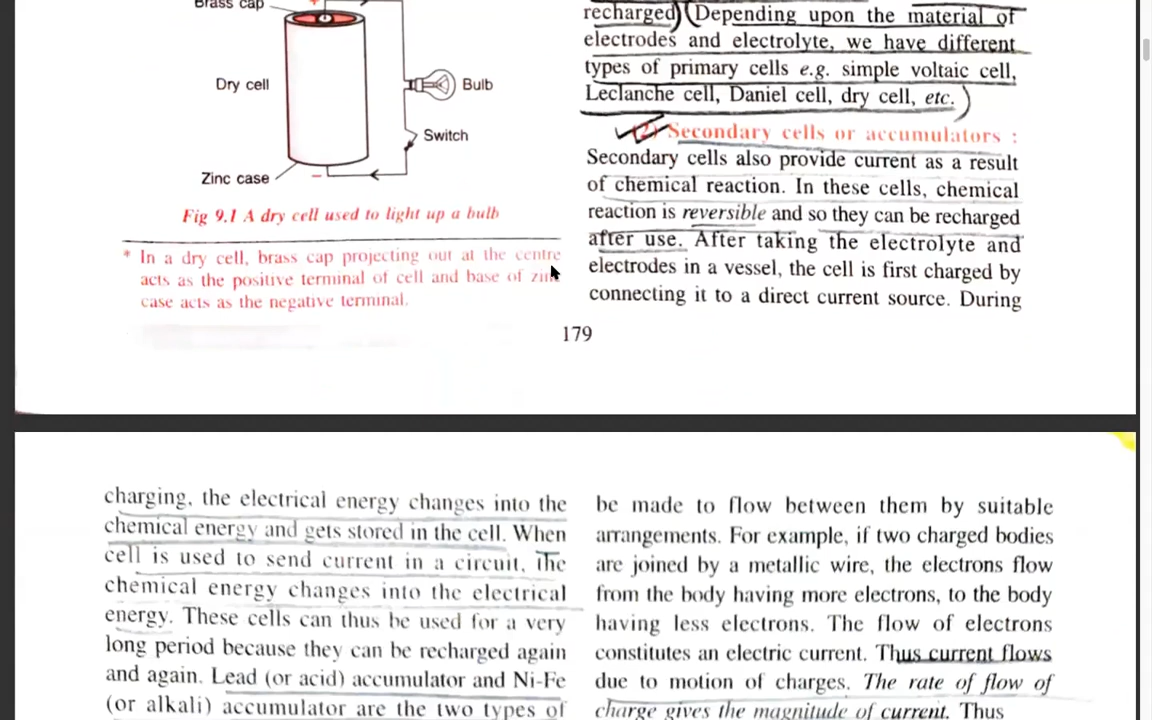 Brass cap
+
Dry cell
Bulb
Switch
Zinc case
−
Fig 9.1 A dry cell used to light up a bulb
* In a dry cell, brass cap projecting out at the centre
acts as the positive terminal of cell and base of zinc
case acts as the negative terminal.
recharged) (Depending upon the material of
electrodes and electrolyte, we have different
types of primary cells e.g. simple voltaic cell,
Leclanche cell, Daniel cell, dry cell, etc.)
(2) Secondary cells or accumulators :
Secondary cells also provide current as a result
of chemical reaction. In these cells, chemical
reaction is reversible and so they can be recharged
after use. After taking the electrolyte and
electrodes in a vessel, the cell is first charged by
connecting it to a direct current source. During
179
charging, the electrical energy changes into the
chemical energy and gets stored in the cell. When
cell is used to send current in a circuit, The
chemical energy changes into the electrical
energy. These cells can thus be used for a very
long period because they can be recharged again
and again. Lead (or acid) accumulator and Ni-Fe
(or alkali) accumulator are the two types of
be made to flow between them by suitable
arrangements. For example, if two charged bodies
are joined by a metallic wire, the electrons flow
from the body having more electrons, to the body
having less electrons. The flow of electrons
constitutes an electric current. Thus current flows
due to motion of charges. The rate of flow of
charge gives the magnitude of current. Thus